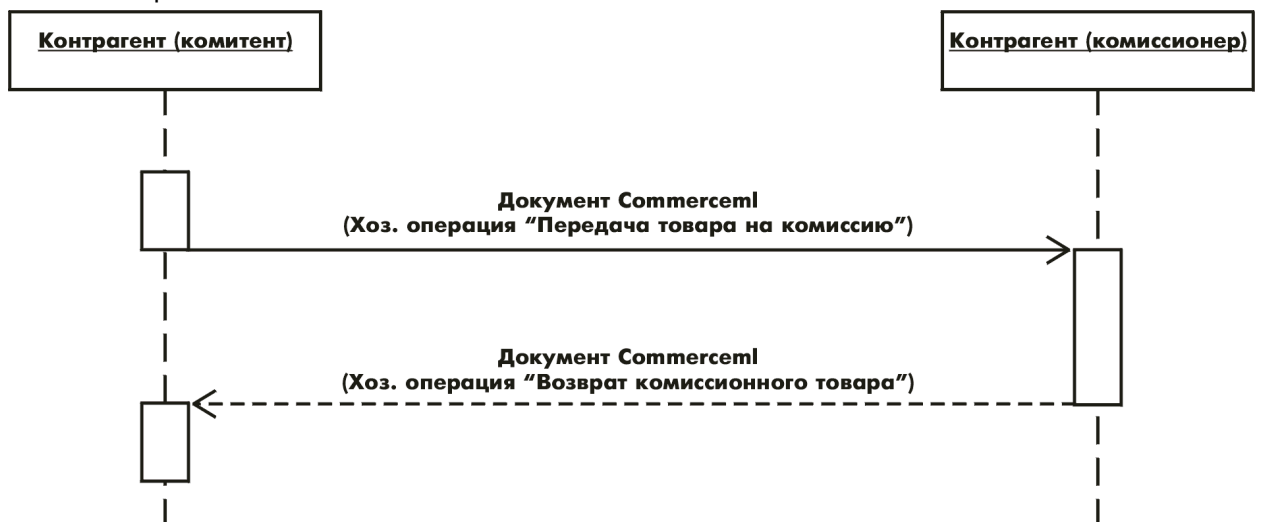 Контрагент (комитент)
Контрагент (комиссионер)
Документ Commerceml
(Хоз. операция “Передача товара на комиссию”)
Документ Commerceml
(Хоз. операция “Возврат комиссионного товара”)